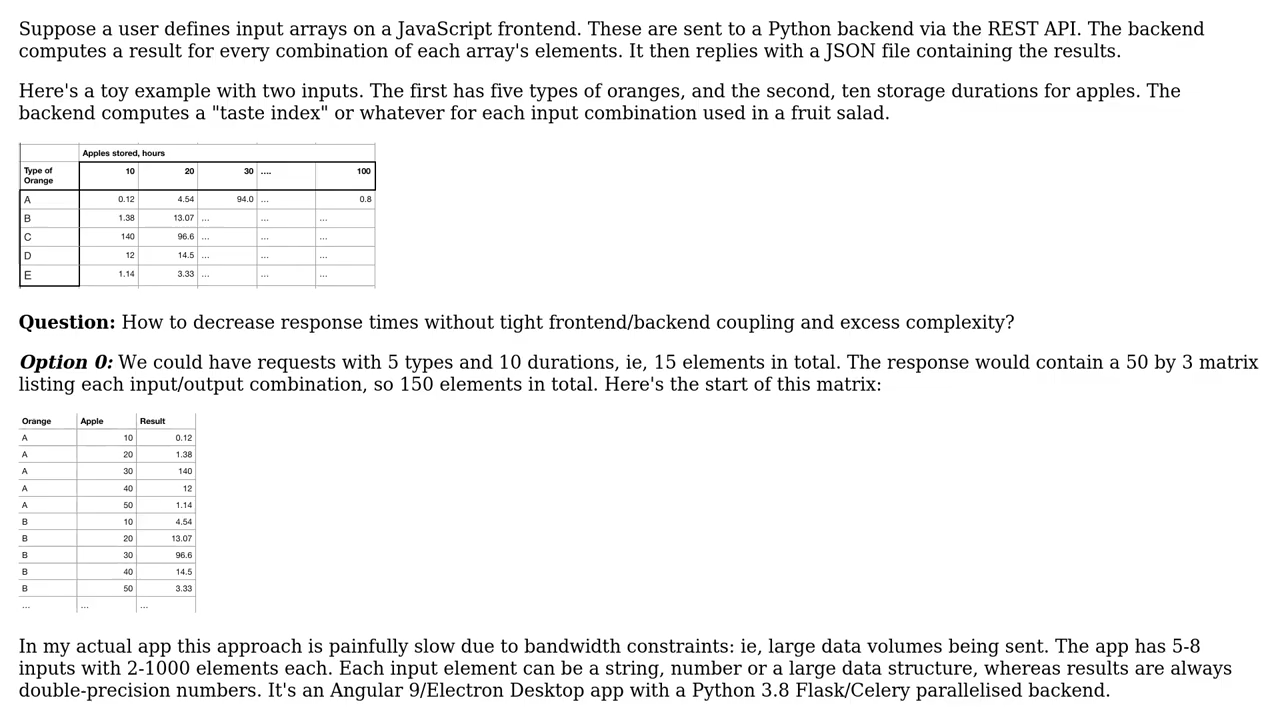 Suppose a user defines input arrays on a JavaScript frontend. These are sent to a Python backend via the REST API. The backend
computes a result for every combination of each array's elements. It then replies with a JSON file containing the results.
Here's a toy example with two inputs. The first has five types of oranges, and the second, ten storage durations for apples. The
backend computes a "taste index" or whatever for each input combination used in a fruit salad.
Apples stored, hours
Type of Orange 10 20 30 .... 100
A 0.12 4.54 94.0 ... 0.8
B 1.38 13.07 ... ... ...
C 140 96.6 ... ... ...
D 12 14.5 ... ... ...
E 1.14 3.33 ... ... ...
Question: How to decrease response times without tight frontend/backend coupling and excess complexity?
Option 0: We could have requests with 5 types and 10 durations, ie, 15 elements in total. The response would contain a 50 by 3 matrix
listing each input/output combination, so 150 elements in total. Here's the start of this matrix:
Orange Apple Result
A 10 0.12
A 20 1.38
A 30 140
A 40 12
A 50 1.14
B 10 4.54
B 20 13.07
B 30 96.6
B 40 14.5
B 50 3.33
... ... ...
In my actual app this approach is painfully slow due to bandwidth constraints: ie, large data volumes being sent. The app has 5-8
inputs with 2-1000 elements each. Each input element can be a string, number or a large data structure, whereas results are always
double-precision numbers. It's an Angular 9/Electron Desktop app with a Python 3.8 Flask/Celery parallelised backend.